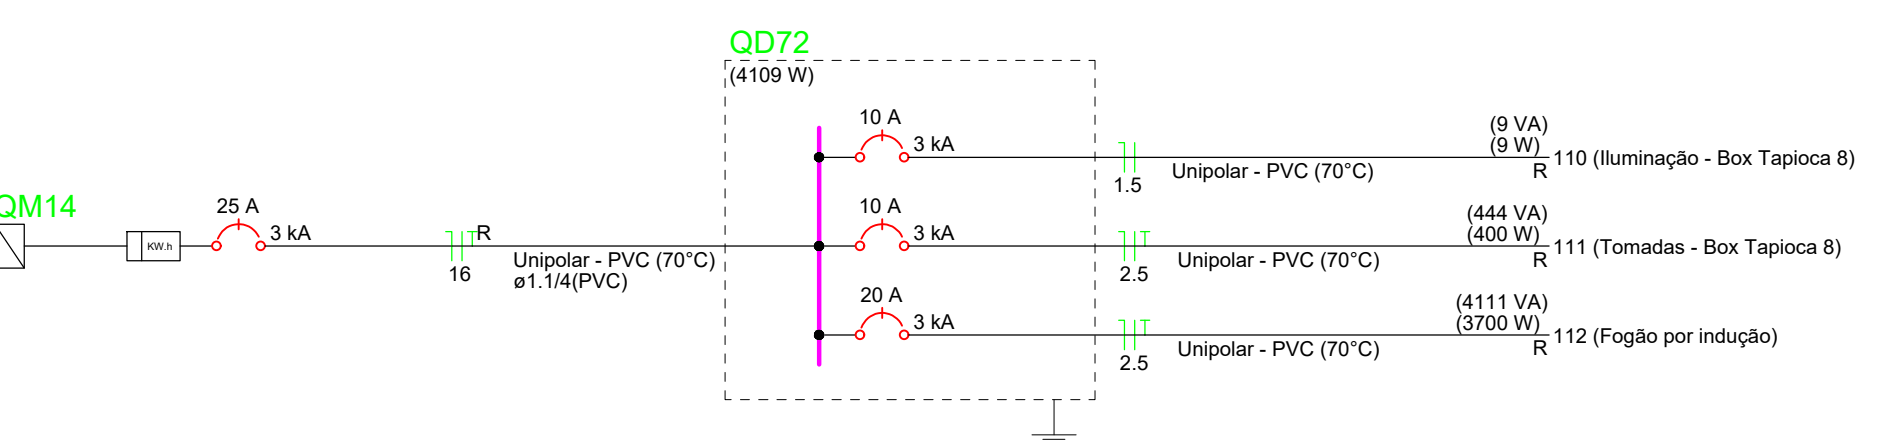 QD72
(4109 W)
10 A
3 kA
(9 VA)
(9 W)
R
110 (Iluminação - Box Tapioca 8)
1.5
Unipolar - PVC (70°C)
QM14
KW.h
25 A
3 kA
R
16
Unipolar - PVC (70°C)
ø1.1/4(PVC)
10 A
3 kA
(444 VA)
(400 W)
R
111 (Tomadas - Box Tapioca 8)
2.5
Unipolar - PVC (70°C)
20 A
3 kA
(4111 VA)
(3700 W)
R
112 (Fogão por indução)
2.5
Unipolar - PVC (70°C)